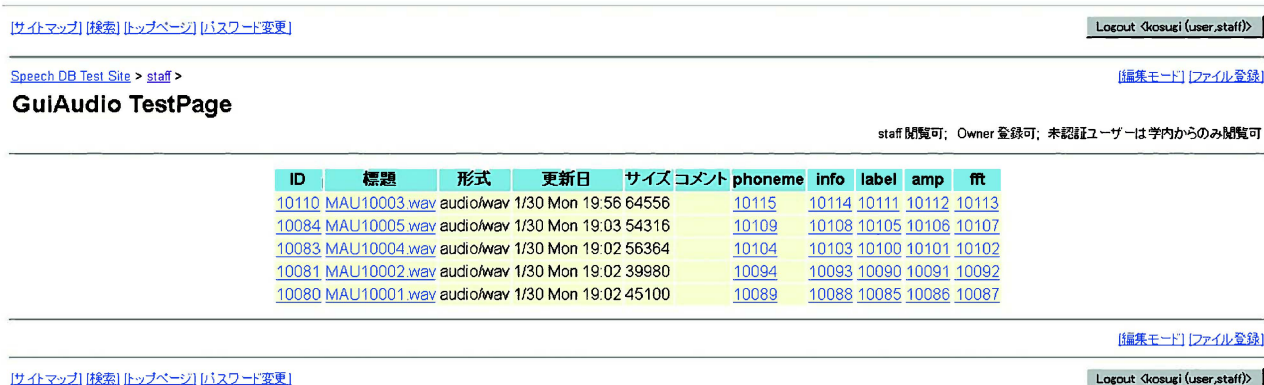 [サイトマップ] [検索] [トップページ] [パスワード変更] Logout <kosugi (user,staff)>
Speech DB Test Site > staff > [編集モード] [ファイル登録]
GuiAudio TestPage
staff 閲覧可; Owner 登録可; 未認証ユーザーは学内からのみ閲覧可
ID 標題 形式 更新日 サイズ コメント phoneme info label amp fft
10110 MAU10003.wav audio/wav 1/30 Mon 19:56 64556 10115 10114 10111 10112 10113
10084 MAU10005.wav audio/wav 1/30 Mon 19:03 54316 10109 10108 10105 10106 10107
10083 MAU10004.wav audio/wav 1/30 Mon 19:02 56364 10104 10103 10100 10101 10102
10081 MAU10002.wav audio/wav 1/30 Mon 19:02 39980 10094 10093 10090 10091 10092
10080 MAU10001.wav audio/wav 1/30 Mon 19:02 45100 10089 10088 10085 10086 10087
[編集モード] [ファイル登録]
[サイトマップ] [検索] [トップページ] [パスワード変更] Logout <kosugi (user,staff)>